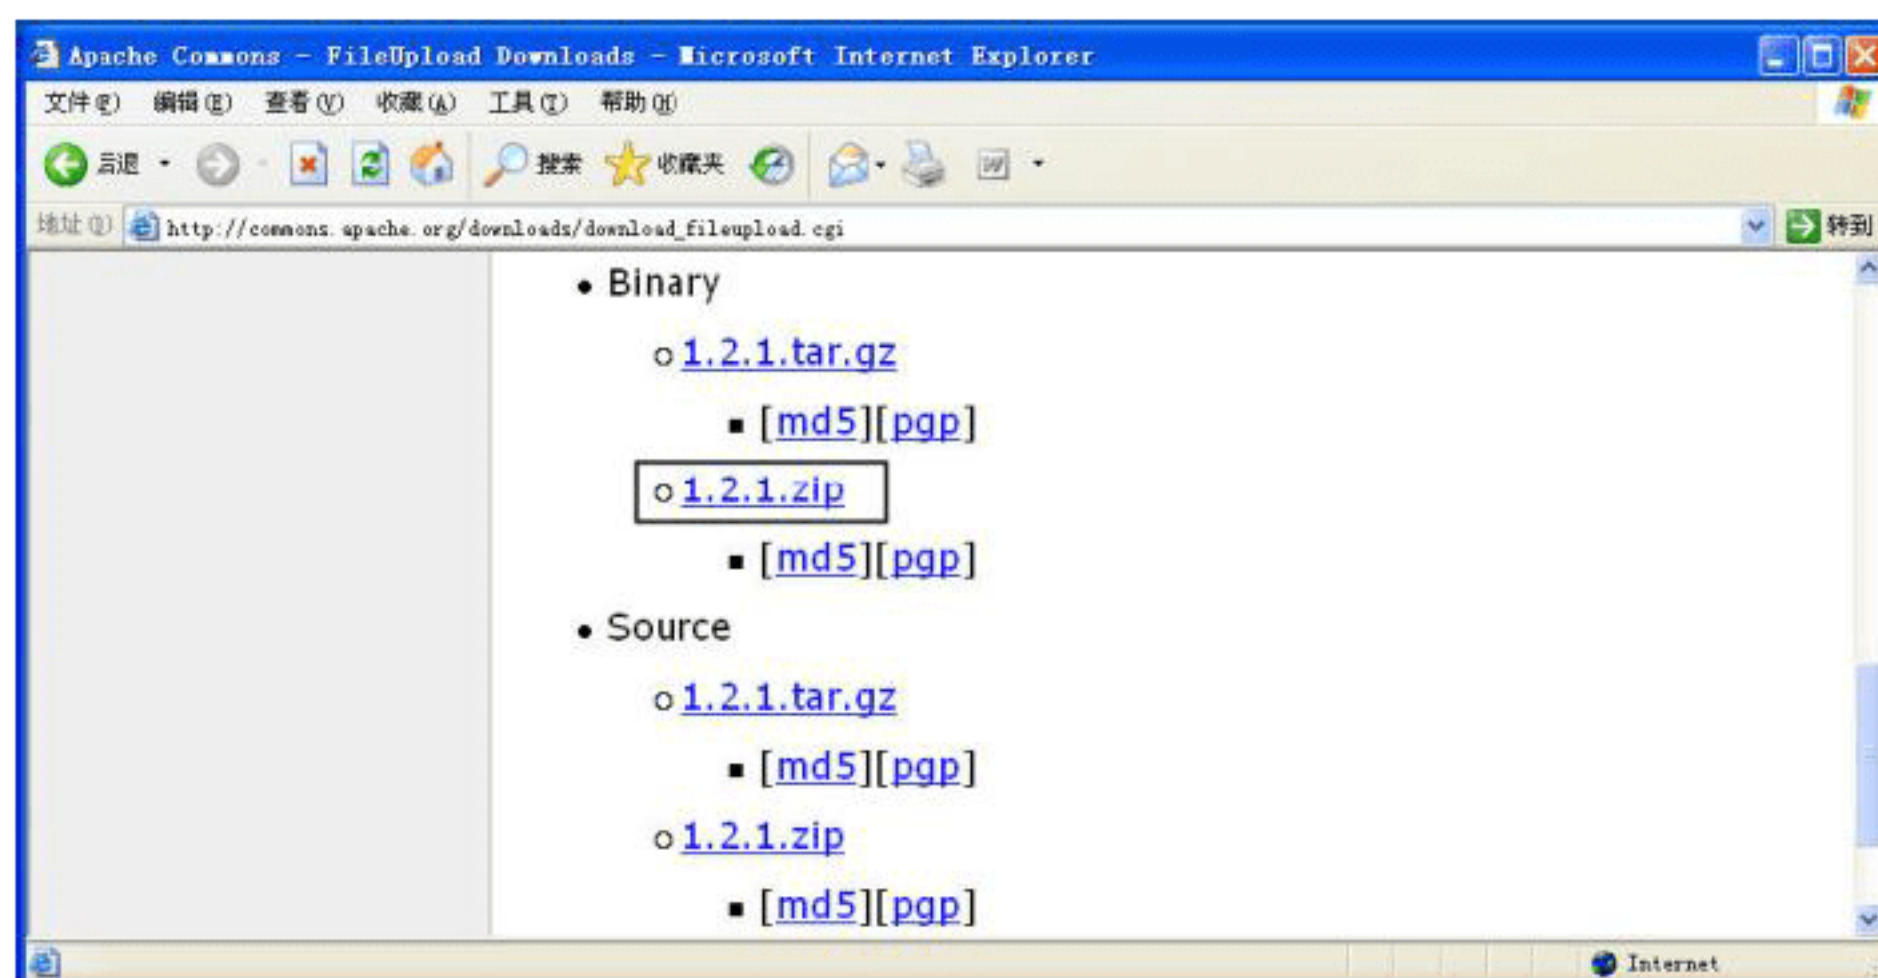 Apache Commons - FileUpload Downloads - Microsoft Internet Explorer
文件(F) 编辑(E) 查看(V) 收藏(A) 工具(T) 帮助(H)
后退 搜索 收藏夹
地址(D) http://commons.apache.org/downloads/download_fileupload.cgi 转到
• Binary
o 1.2.1.tar.gz
▪ [md5][pgp]
o 1.2.1.zip
▪ [md5][pgp]
• Source
o 1.2.1.tar.gz
▪ [md5][pgp]
o 1.2.1.zip
▪ [md5][pgp]
Internet